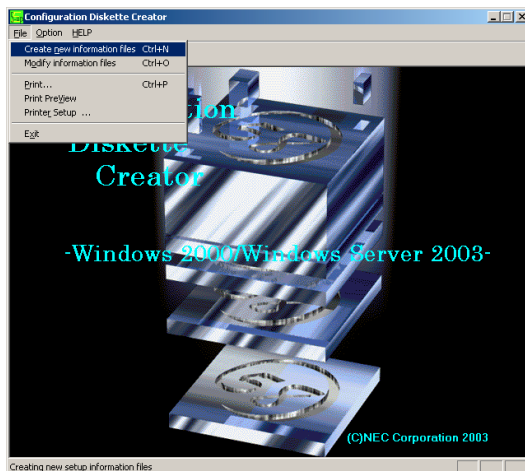 Configuration Diskette Creator
File Option HELP
Create new information files Ctrl+N
Modify information files Ctrl+O
Print... Ctrl+P
Print PreView
Printer Setup ...
Exit
tion
Diskette
Creator
-Windows 2000/Windows Server 2003-
(C)NEC Corporation 2003
Creating new setup information files